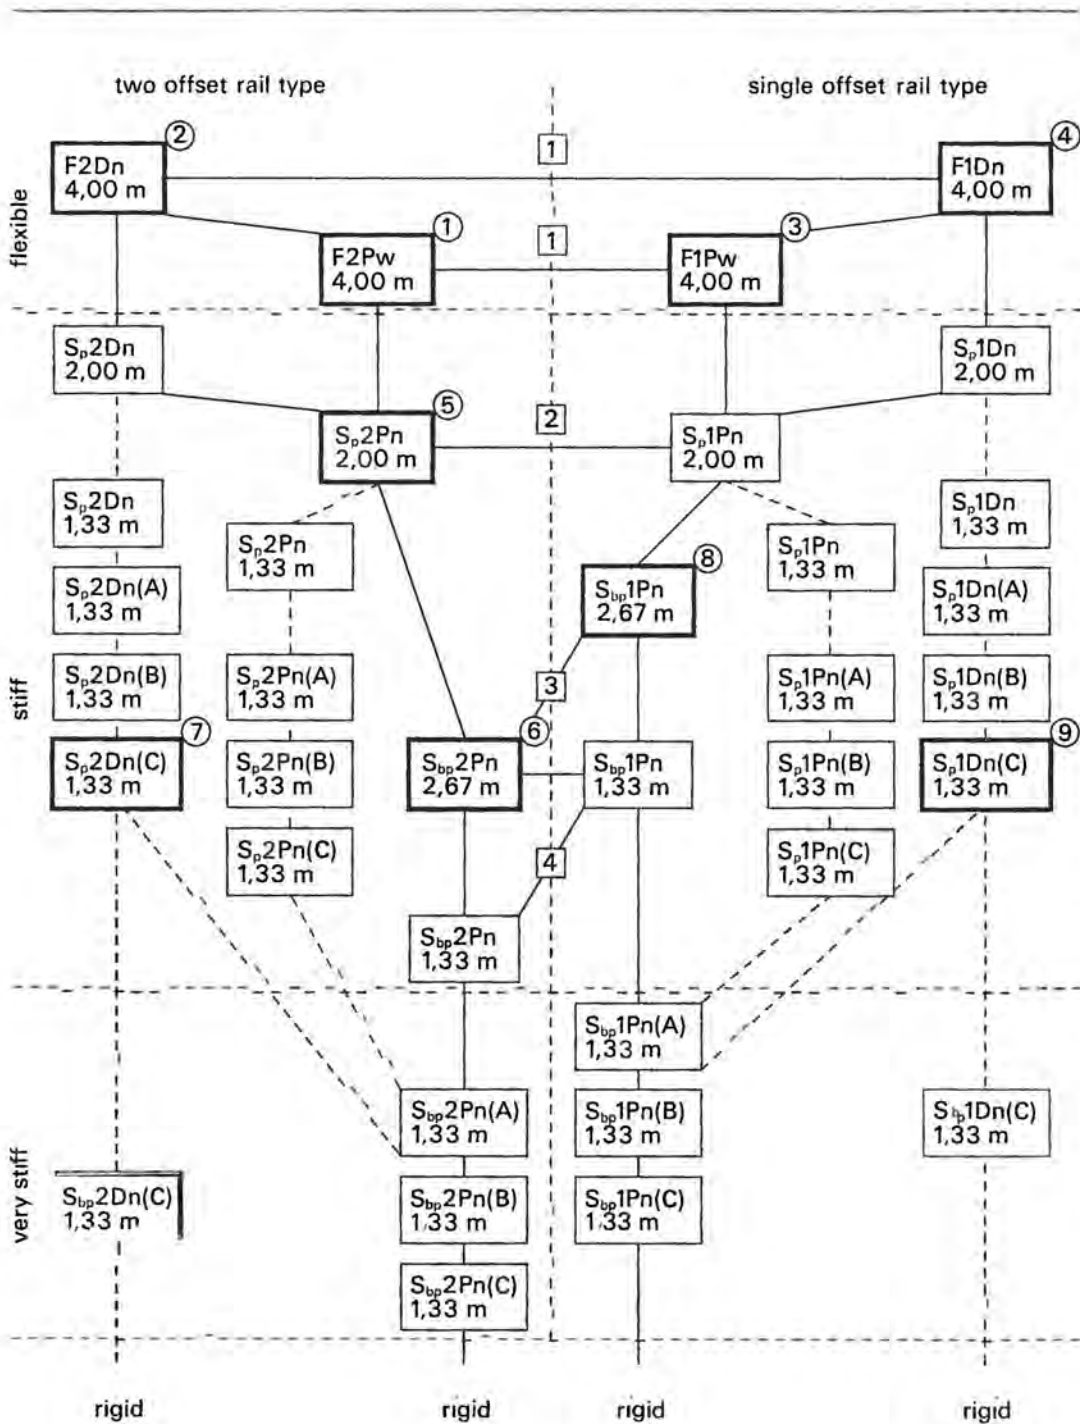 two offset rail type
single offset rail type
flexible
stiff
very stiff
②
F2Dn
4,00 m
1
④
F1Dn
4,00 m
①
F2Pw
4,00 m
1
③
F1Pw
4,00 m
Sp2Dn
2,00 m
Sp1Dn
2,00 m
⑤
Sp2Pn
2,00 m
2
Sp1Pn
2,00 m
Sp2Dn
1,33 m
Sp1Dn
1,33 m
Sp2Pn
1,33 m
Sp1Pn
1,33 m
⑧
Sbp1Pn
2,67 m
Sp2Dn(A)
1,33 m
Sp1Dn(A)
1,33 m
Sp2Dn(B)
1,33 m
Sp2Pn(A)
1,33 m
3
Sp1Pn(A)
1,33 m
Sp1Dn(B)
1,33 m
⑦
Sp2Dn(C)
1,33 m
Sp2Pn(B)
1,33 m
⑥
Sbp2Pn
2,67 m
Sbp1Pn
1,33 m
Sp1Pn(B)
1,33 m
⑨
Sp1Dn(C)
1,33 m
Sp2Pn(C)
1,33 m
4
Sp1Pn(C)
1,33 m
Sbp2Pn
1,33 m
Sbp1Pn(A)
1,33 m
Sbp2Pn(A)
1,33 m
Sbp1Pn(B)
1,33 m
Sbp1Dn(C)
1,33 m
Sbp2Dn(C)
1,33 m
Sbp2Pn(B)
1,33 m
Sbp1Pn(C)
1,33 m
Sbp2Pn(C)
1,33 m
rigid
rigid
rigid
rigid